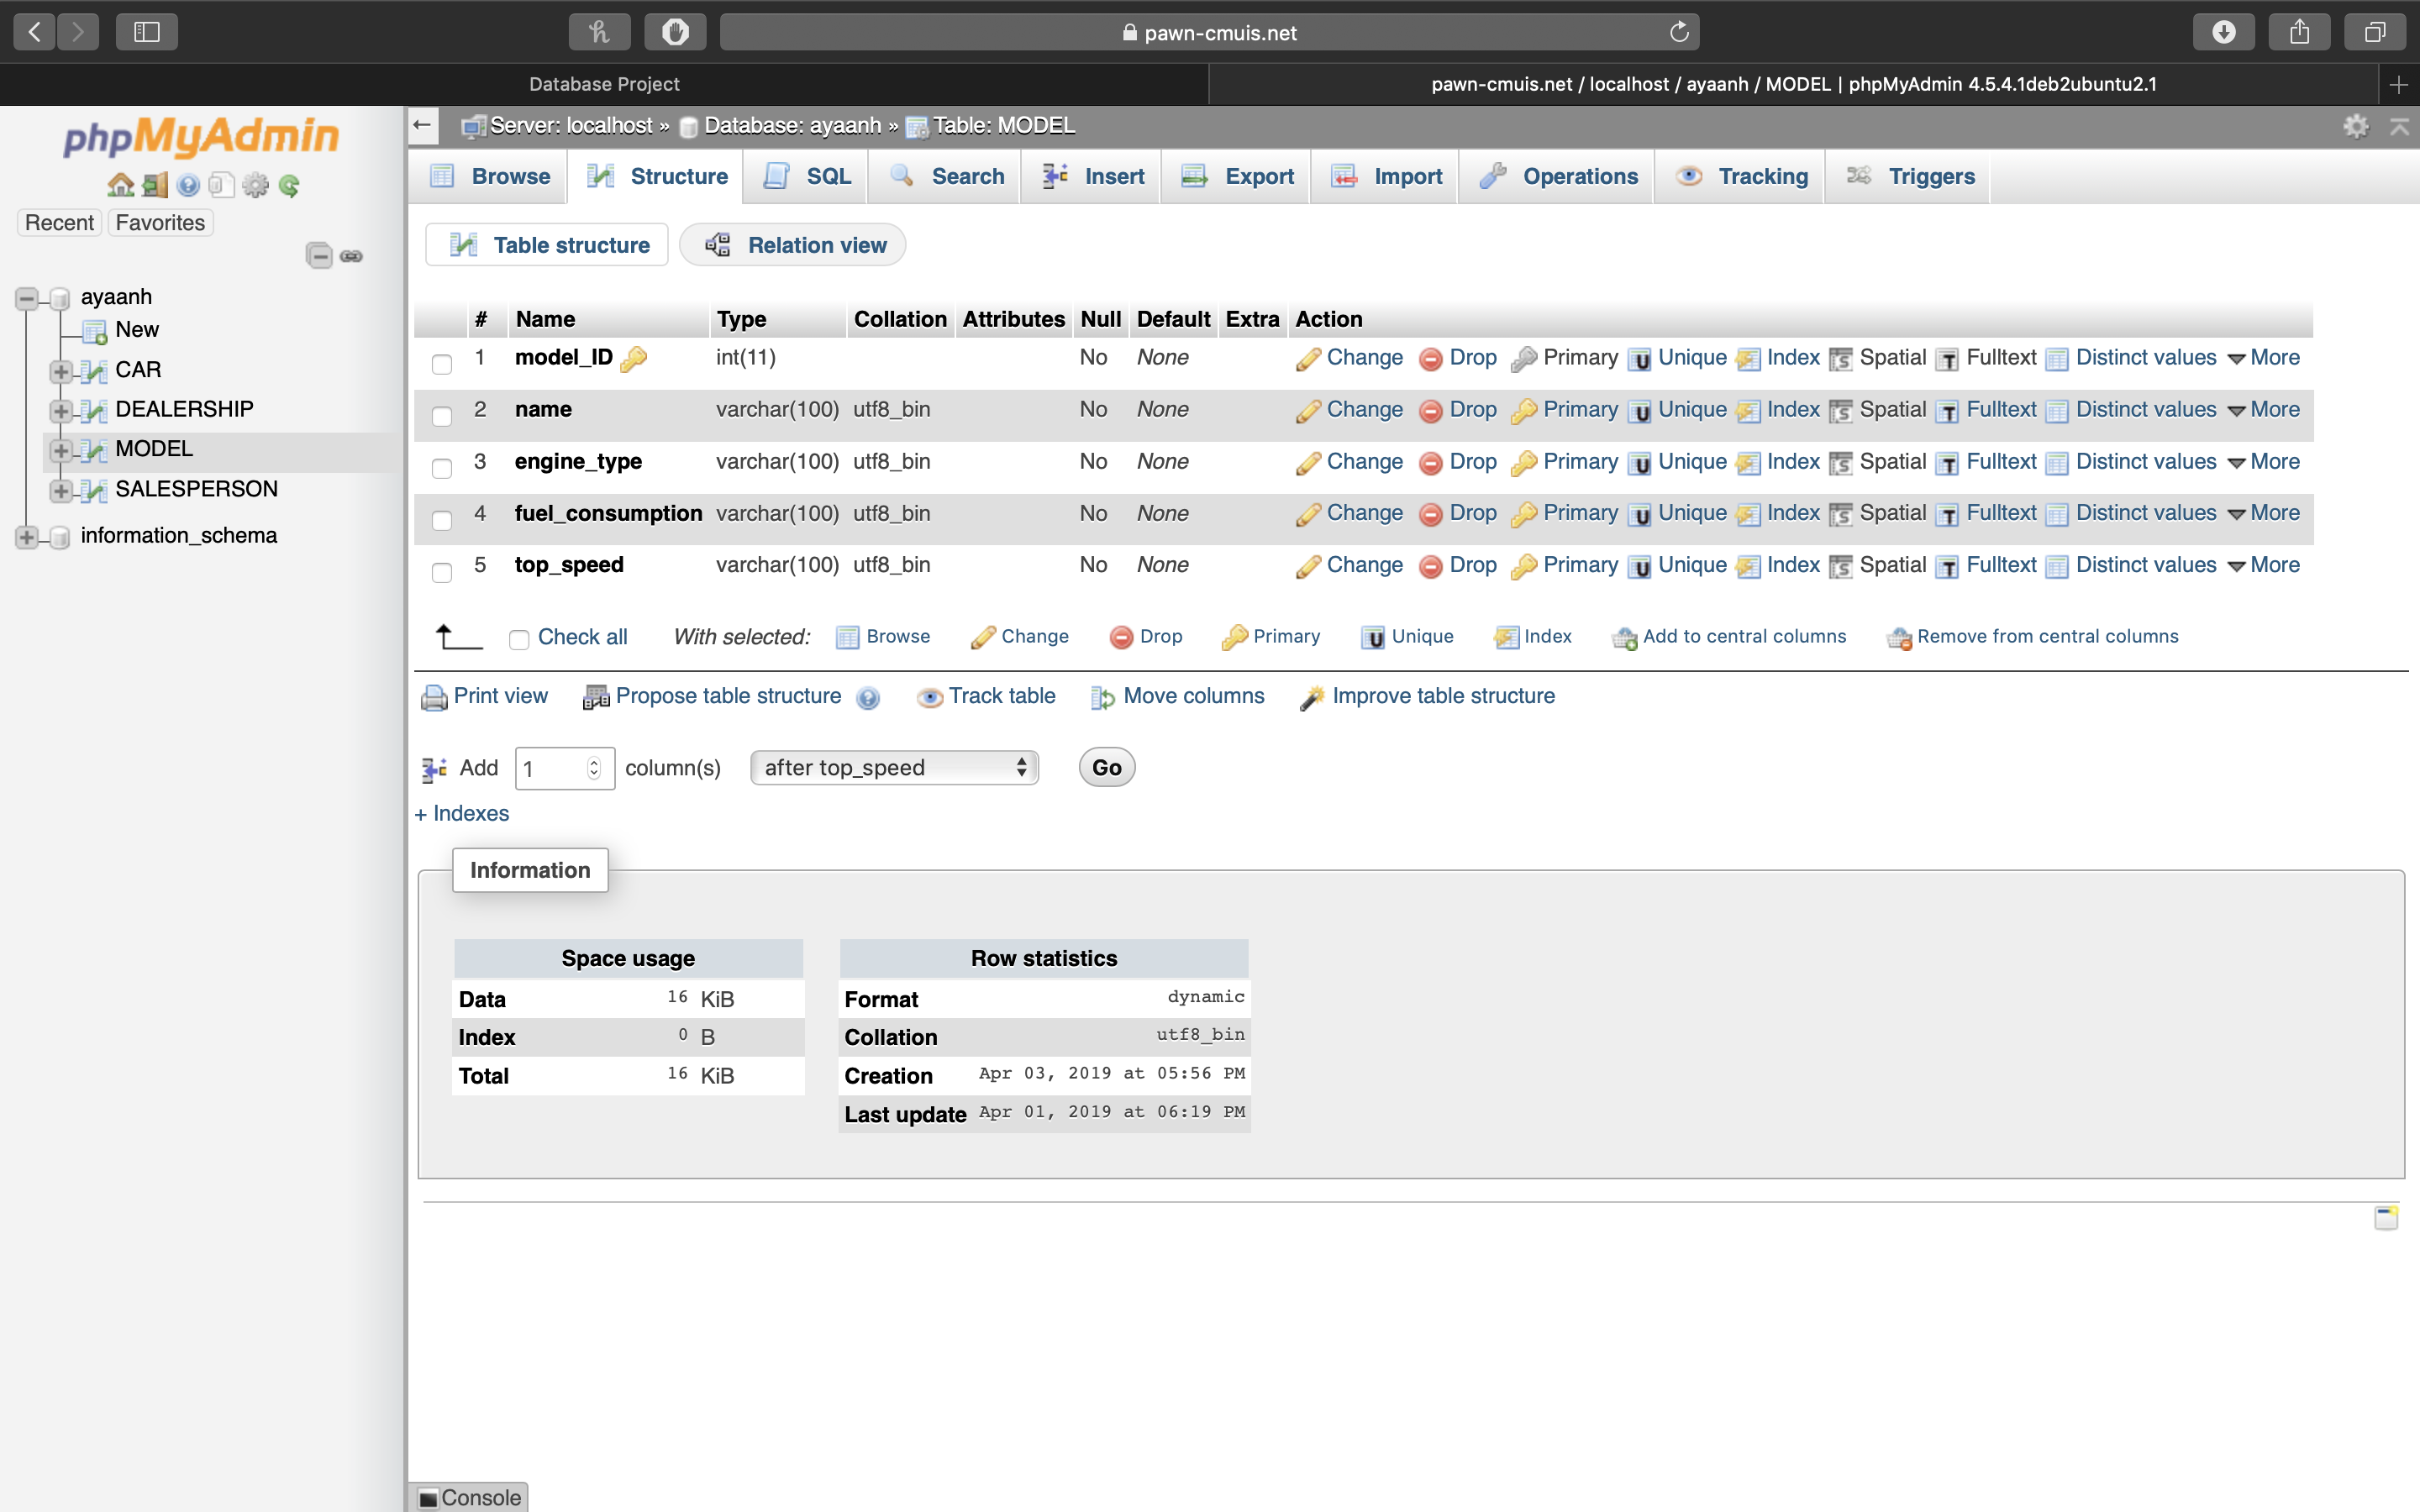 pawn-cmuis.net
Database Project
pawn-cmuis.net / localhost / ayaanh / MODEL | phpMyAdmin 4.5.4.1deb2ubuntu2.1
phpMyAdmin
Recent Favorites
ayaanh
New
CAR
DEALERSHIP
MODEL
SALESPERSON
information_schema
Server: localhost » Database: ayaanh » Table: MODEL
Browse Structure SQL Search Insert Export Import Operations Tracking Triggers
Table structure Relation view
# Name Type Collation Attributes Null Default Extra Action
1 model_ID int(11) No None Change Drop Primary Unique Index Spatial Fulltext Distinct values More
2 name varchar(100) utf8_bin No None Change Drop Primary Unique Index Spatial Fulltext Distinct values More
3 engine_type varchar(100) utf8_bin No None Change Drop Primary Unique Index Spatial Fulltext Distinct values More
4 fuel_consumption varchar(100) utf8_bin No None Change Drop Primary Unique Index Spatial Fulltext Distinct values More
5 top_speed varchar(100) utf8_bin No None Change Drop Primary Unique Index Spatial Fulltext Distinct values More
Check all With selected: Browse Change Drop Primary Unique Index Add to central columns Remove from central columns
Print view Propose table structure Track table Move columns Improve table structure
Add 1 column(s) after top_speed Go
+ Indexes
Information
Space usage
Data 16 KiB
Index 0 B
Total 16 KiB
Row statistics
Format dynamic
Collation utf8_bin
Creation Apr 03, 2019 at 05:56 PM
Last update Apr 01, 2019 at 06:19 PM
Console